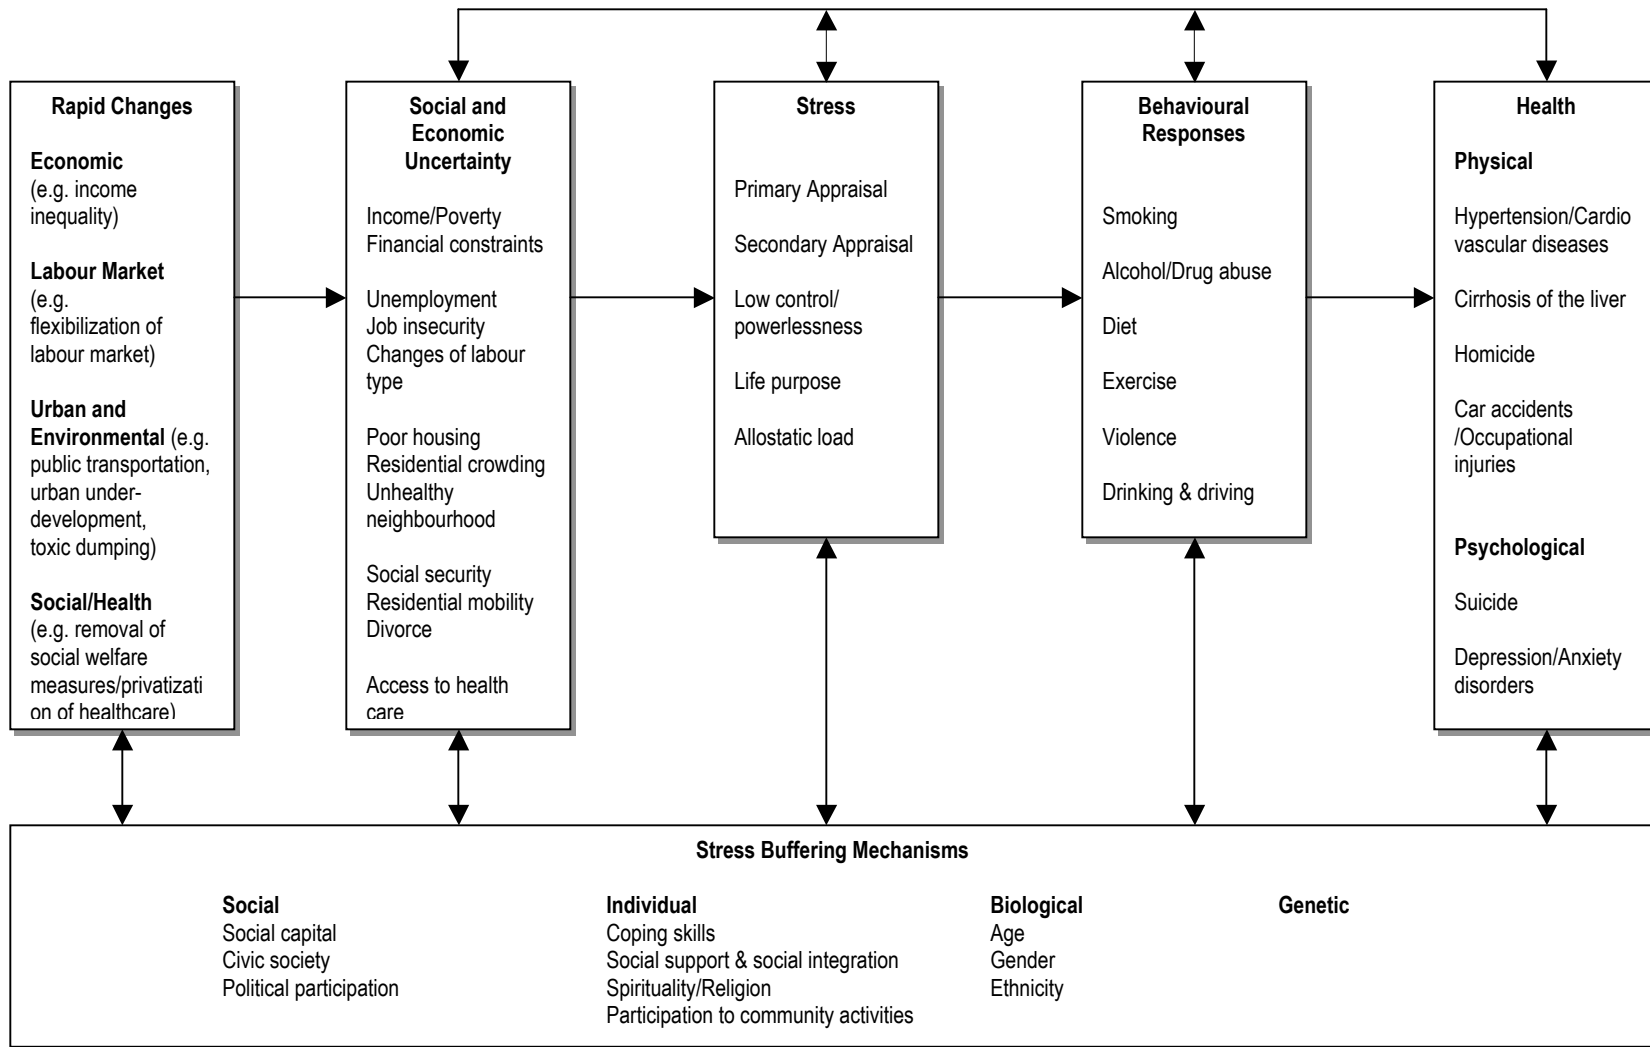 Rapid Changes
Economic
(e.g. income
inequality)
Labour Market
(e.g.
flexibilization of
labour market)
Urban and
Environmental (e.g.
public transportation,
urban under-
development,
toxic dumping)
Social/Health
(e.g. removal of
social welfare
measures/privatizati
on of healthcare)
Social and
Economic
Uncertainty
Income/Poverty
Financial constraints
Unemployment
Job insecurity
Changes of labour
type
Poor housing
Residential crowding
Unhealthy
neighbourhood
Social security
Residential mobility
Divorce
Access to health
care
Stress
Primary Appraisal
Secondary Appraisal
Low control/
powerlessness
Life purpose
Allostatic load
Behavioural
Responses
Smoking
Alcohol/Drug abuse
Diet
Exercise
Violence
Drinking & driving
Health
Physical
Hypertension/Cardio
vascular diseases
Cirrhosis of the liver
Homicide
Car accidents
/Occupational
injuries
Psychological
Suicide
Depression/Anxiety
disorders
Stress Buffering Mechanisms
Social
Social capital
Civic society
Political participation
Individual
Coping skills
Social support & social integration
Spirituality/Religion
Participation to community activities
Biological
Age
Gender
Ethnicity
Genetic